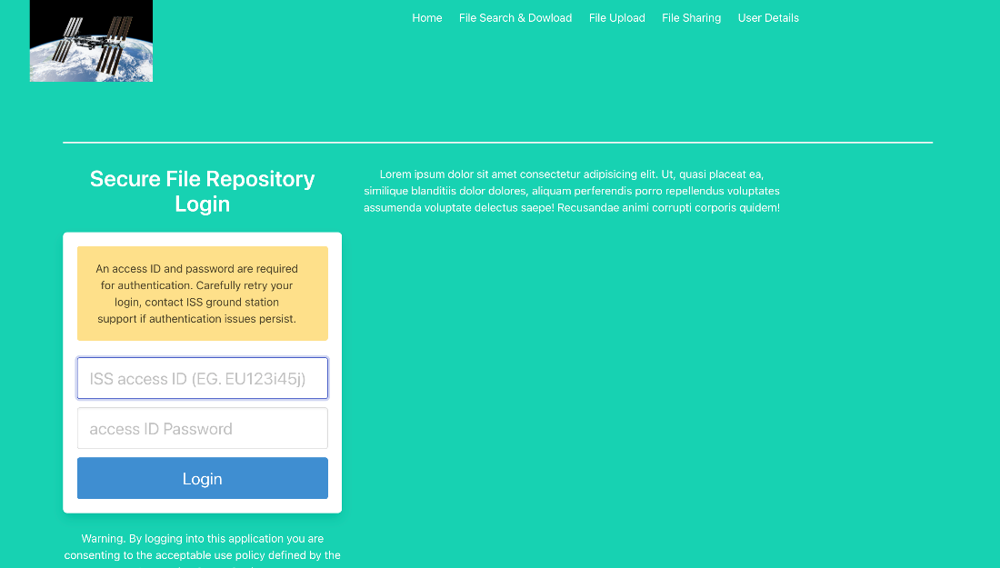 Home File Search & Dowload File Upload File Sharing User Details
Secure File Repository
Login
An access ID and password are required
for authentication. Carefully retry your
login, contact ISS ground station
support if authentication issues persist.
ISS access ID (EG. EU123i45j)
access ID Password
Login
Warning. By logging into this application you are
consenting to the acceptable use policy defined by the
Lorem ipsum dolor sit amet consectetur adipisicing elit. Ut, quasi placeat ea,
similique blanditiis dolor dolores, aliquam perferendis porro repellendus voluptates
assumenda voluptate delectus saepe! Recusandae animi corrupti corporis quidem!